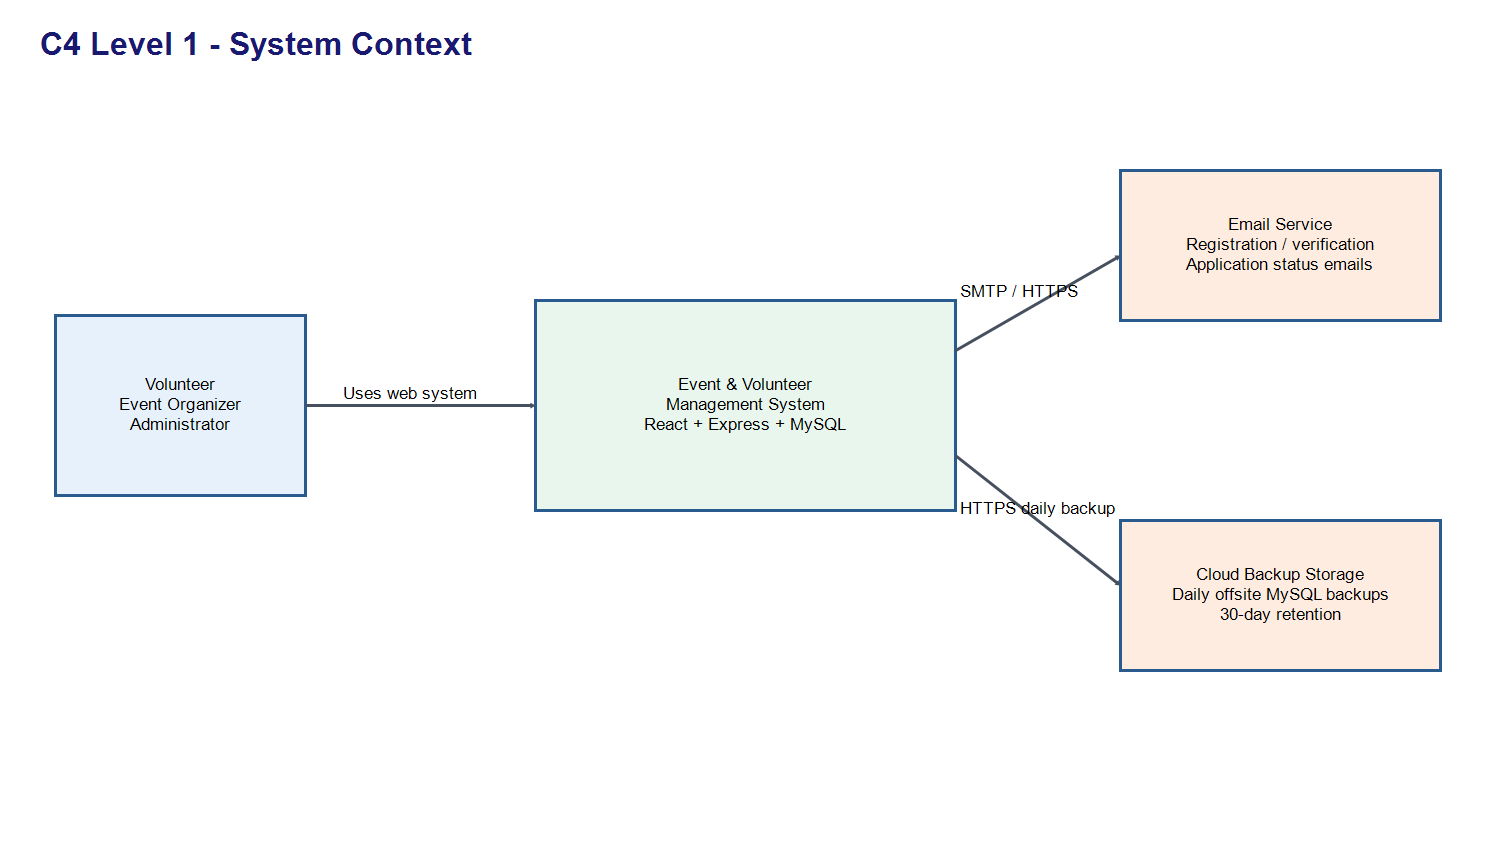 C4 Level 1 - System Context
Volunteer
Event Organizer
Administrator
Uses web system
Event & Volunteer
Management System
React + Express + MySQL
SMTP / HTTPS
Email Service
Registration / verification
Application status emails
HTTPS daily backup
Cloud Backup Storage
Daily offsite MySQL backups
30-day retention